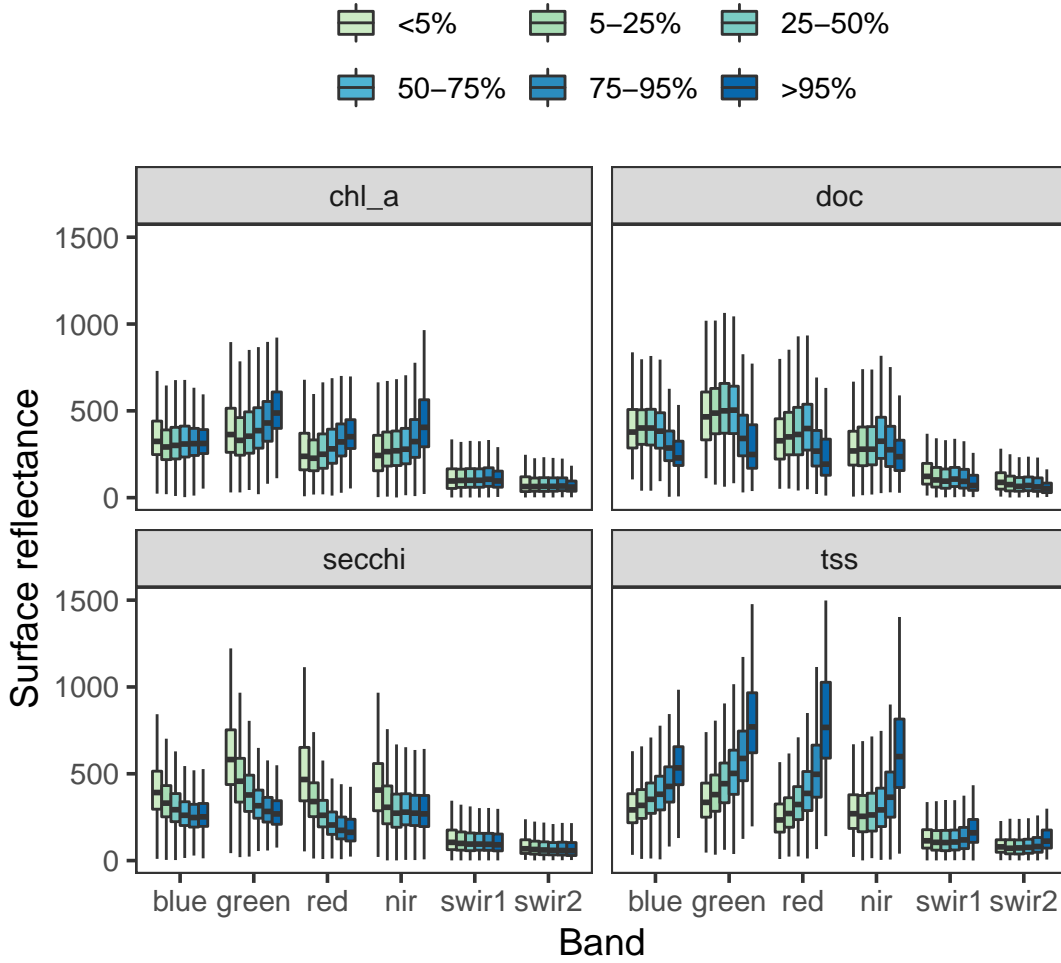 <5% 5−25% 25−50%
50−75% 75−95% >95%
chl_a doc
1500
1000
500
0
secchi tss
1500
1000
500
0
Surface reflectance
blue green red nir swir1 swir2 blue green red nir swir1 swir2
Band